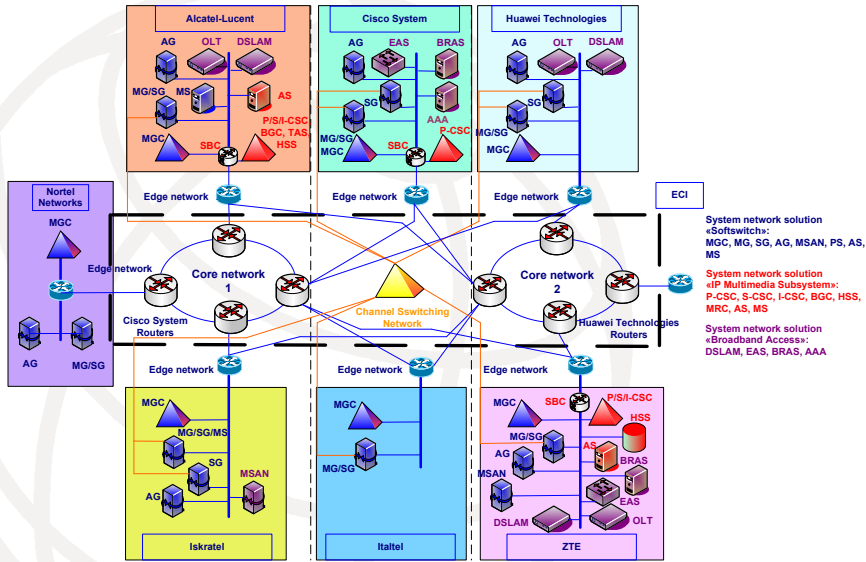 Alcatel-Lucent
AG
OLT
DSLAM
MG/SG
MS
AS
P/S/I-CSC
BGC, TAS,
HSS
MGC
SBC
Cisco System
AG
EAS
BRAS
SG
AAA
P-CSC
MG/SG
MGC
SBC
Huawei Technologies
AG
OLT
DSLAM
SG
MG/SG
MGC
Edge network
Edge network
Edge network
Nortel
Networks
MGC
Edge network
AG
MG/SG
Core network
1
Cisco System
Routers
Channel Sswitching
Network
Core network
2
Huawei Technologies
Routers
ECI
System network solution
«Softswitch»:
MGC, MG, SG, AG, MSAN, PS, AS,
MS
System network solution
«IP Multimedia Subsystem»:
P-CSC, S-CSC, I-CSC, BGC, HSS,
MRC, AS, MS
System network solution
«Broadband Access»:
DSLAM, EAS, BRAS, AAA
Edge network
Edge network
Edge network
MGC
MG/SG/MS
SG
MSAN
AG
Iskratel
MGC
MG/SG
Italtel
SBC
P/S/I-CSC
MGC
HSS
MG/SG
AS
AG
BRAS
MSAN
EAS
DSLAM
OLT
ZTE